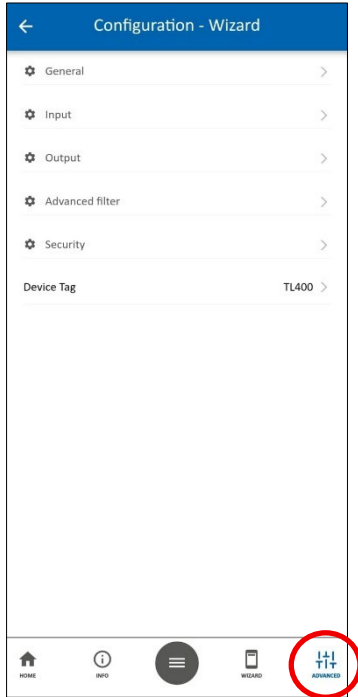 Configuration - Wizard
General
Input
Output
Advanced filter
Security
Device Tag TL400
HOME INFO WIZARD ADVANCED